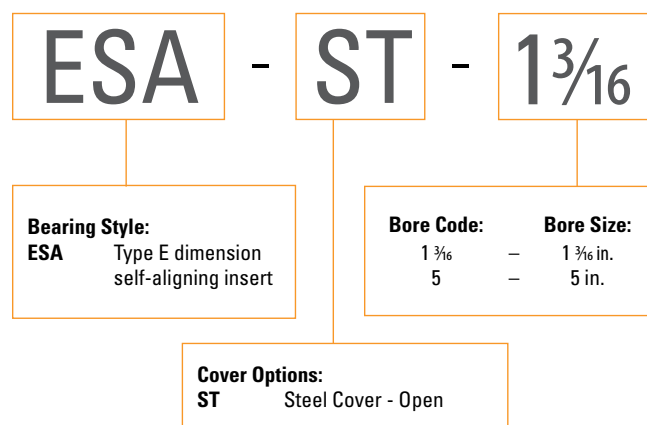 ESA - ST - 1 3⁄16
Bearing Style:
ESA Type E dimension
self-aligning insert
Bore Code: Bore Size:
1 3⁄16 – 1 3⁄16 in.
5 – 5 in.
Cover Options:
ST Steel Cover - Open